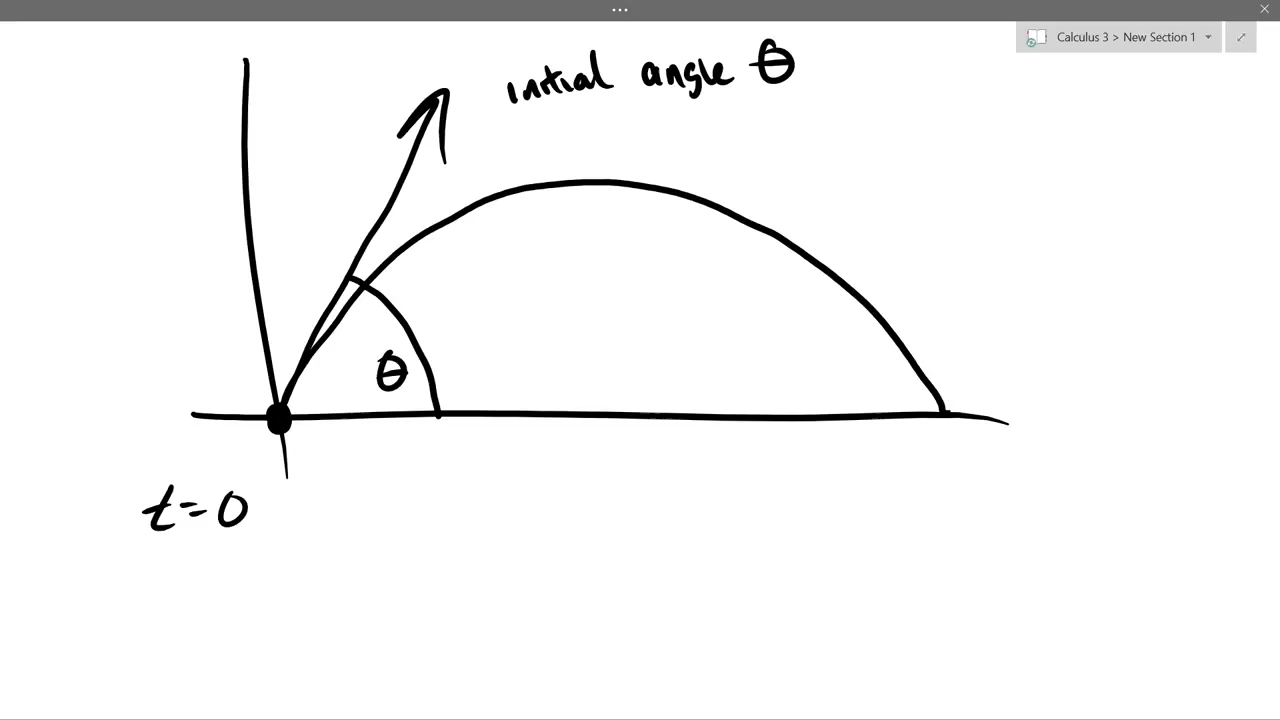 Calculus 3 > New Section 1
initial angle θ
θ
t=0